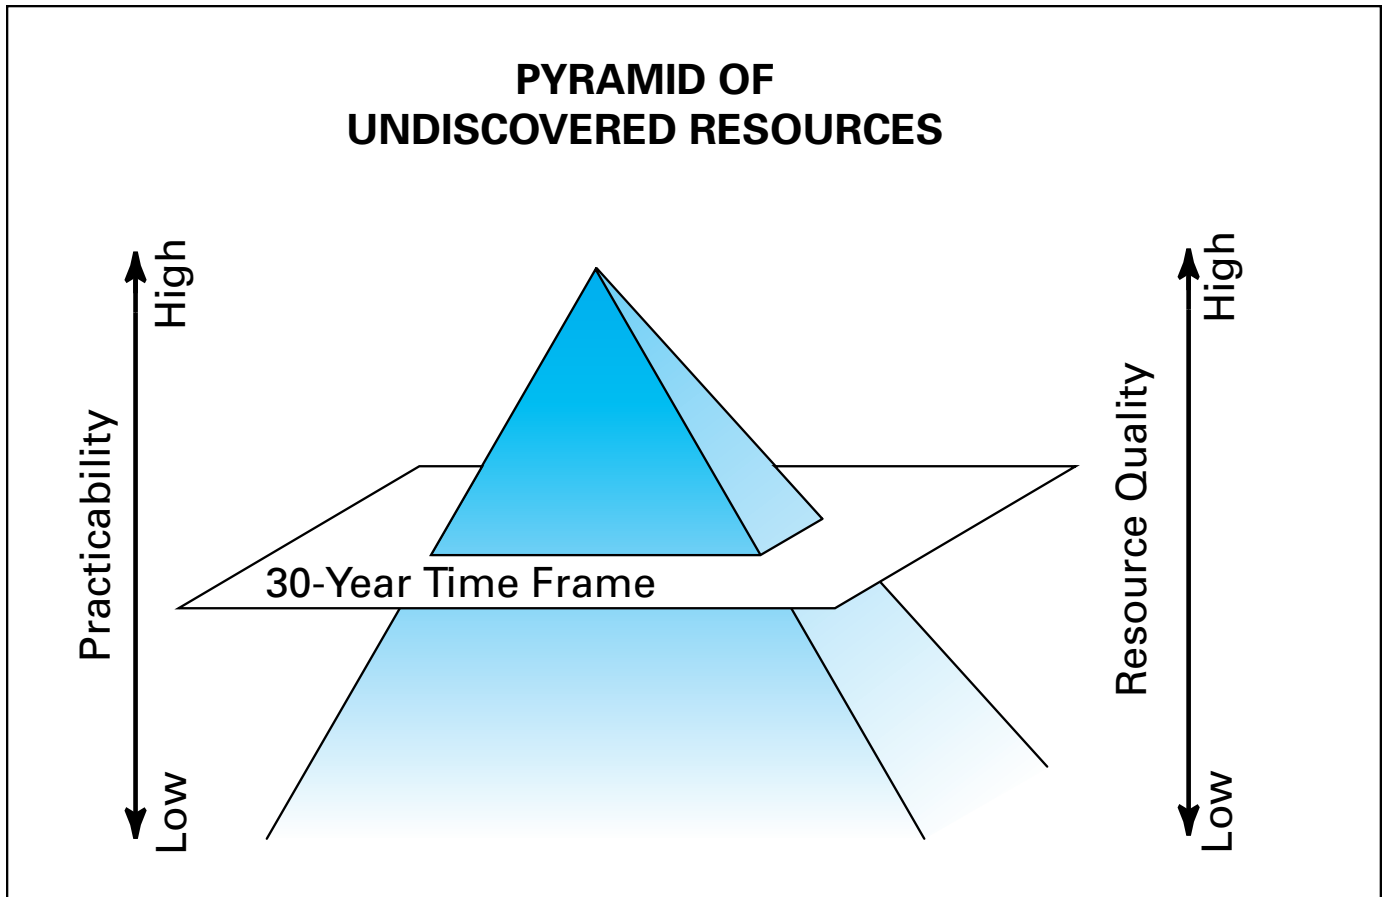 PYRAMID OF
UNDISCOVERED RESOURCES
High
Practicability
Low
30-Year Time Frame
High
Resource Quality
Low